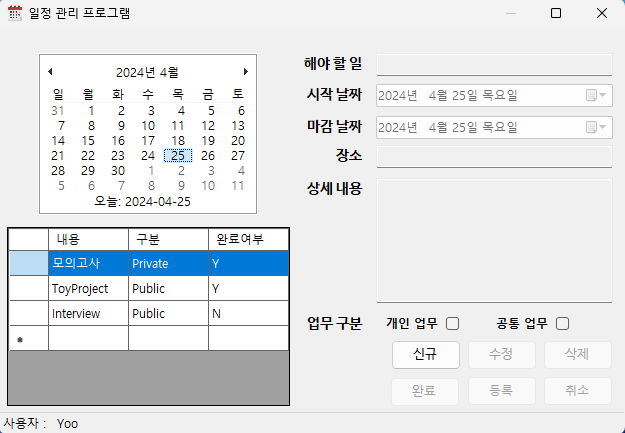 일정 관리 프로그램
2024년 4월
일 월 화 수 목 금 토
31 1 2 3 4 5 6
7 8 9 10 11 12 13
14 15 16 17 18 19 20
21 22 23 24 25 26 27
28 29 30 1 2 3 4
5 6 7 8 9 10 11
오늘: 2024-04-25
내용 구분 완료여부
모의고사 Private Y
ToyProject Public Y
Interview Public N
해야 할 일
시작 날짜 2024년 4월 25일 목요일
마감 날짜 2024년 4월 25일 목요일
장소
상세 내용
업무 구분 개인 업무 공통 업무
신규 수정 삭제
완료 등록 취소
사용자 : Yoo